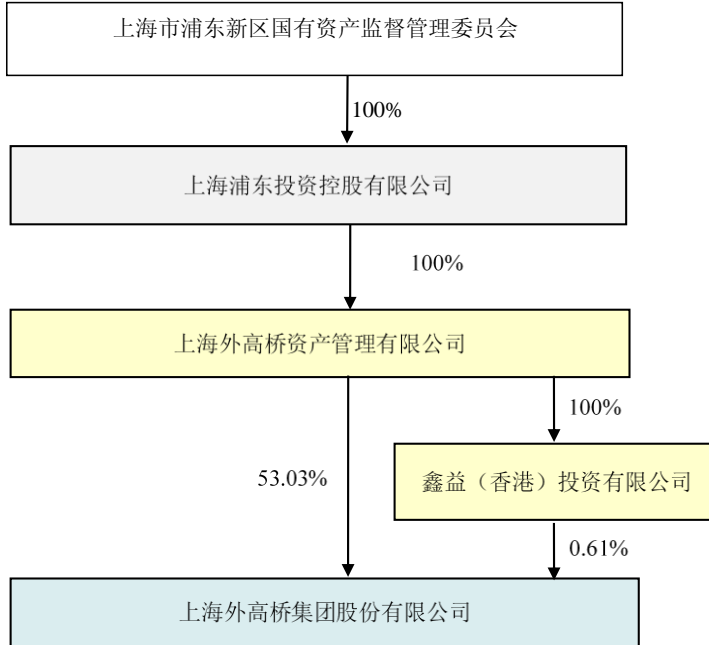 上海市浦东新区国有资产监督管理委员会
100%
上海浦东投资控股有限公司
100%
上海外高桥资产管理有限公司
100%
53.03%
鑫益（香港）投资有限公司
0.61%
上海外高桥集团股份有限公司